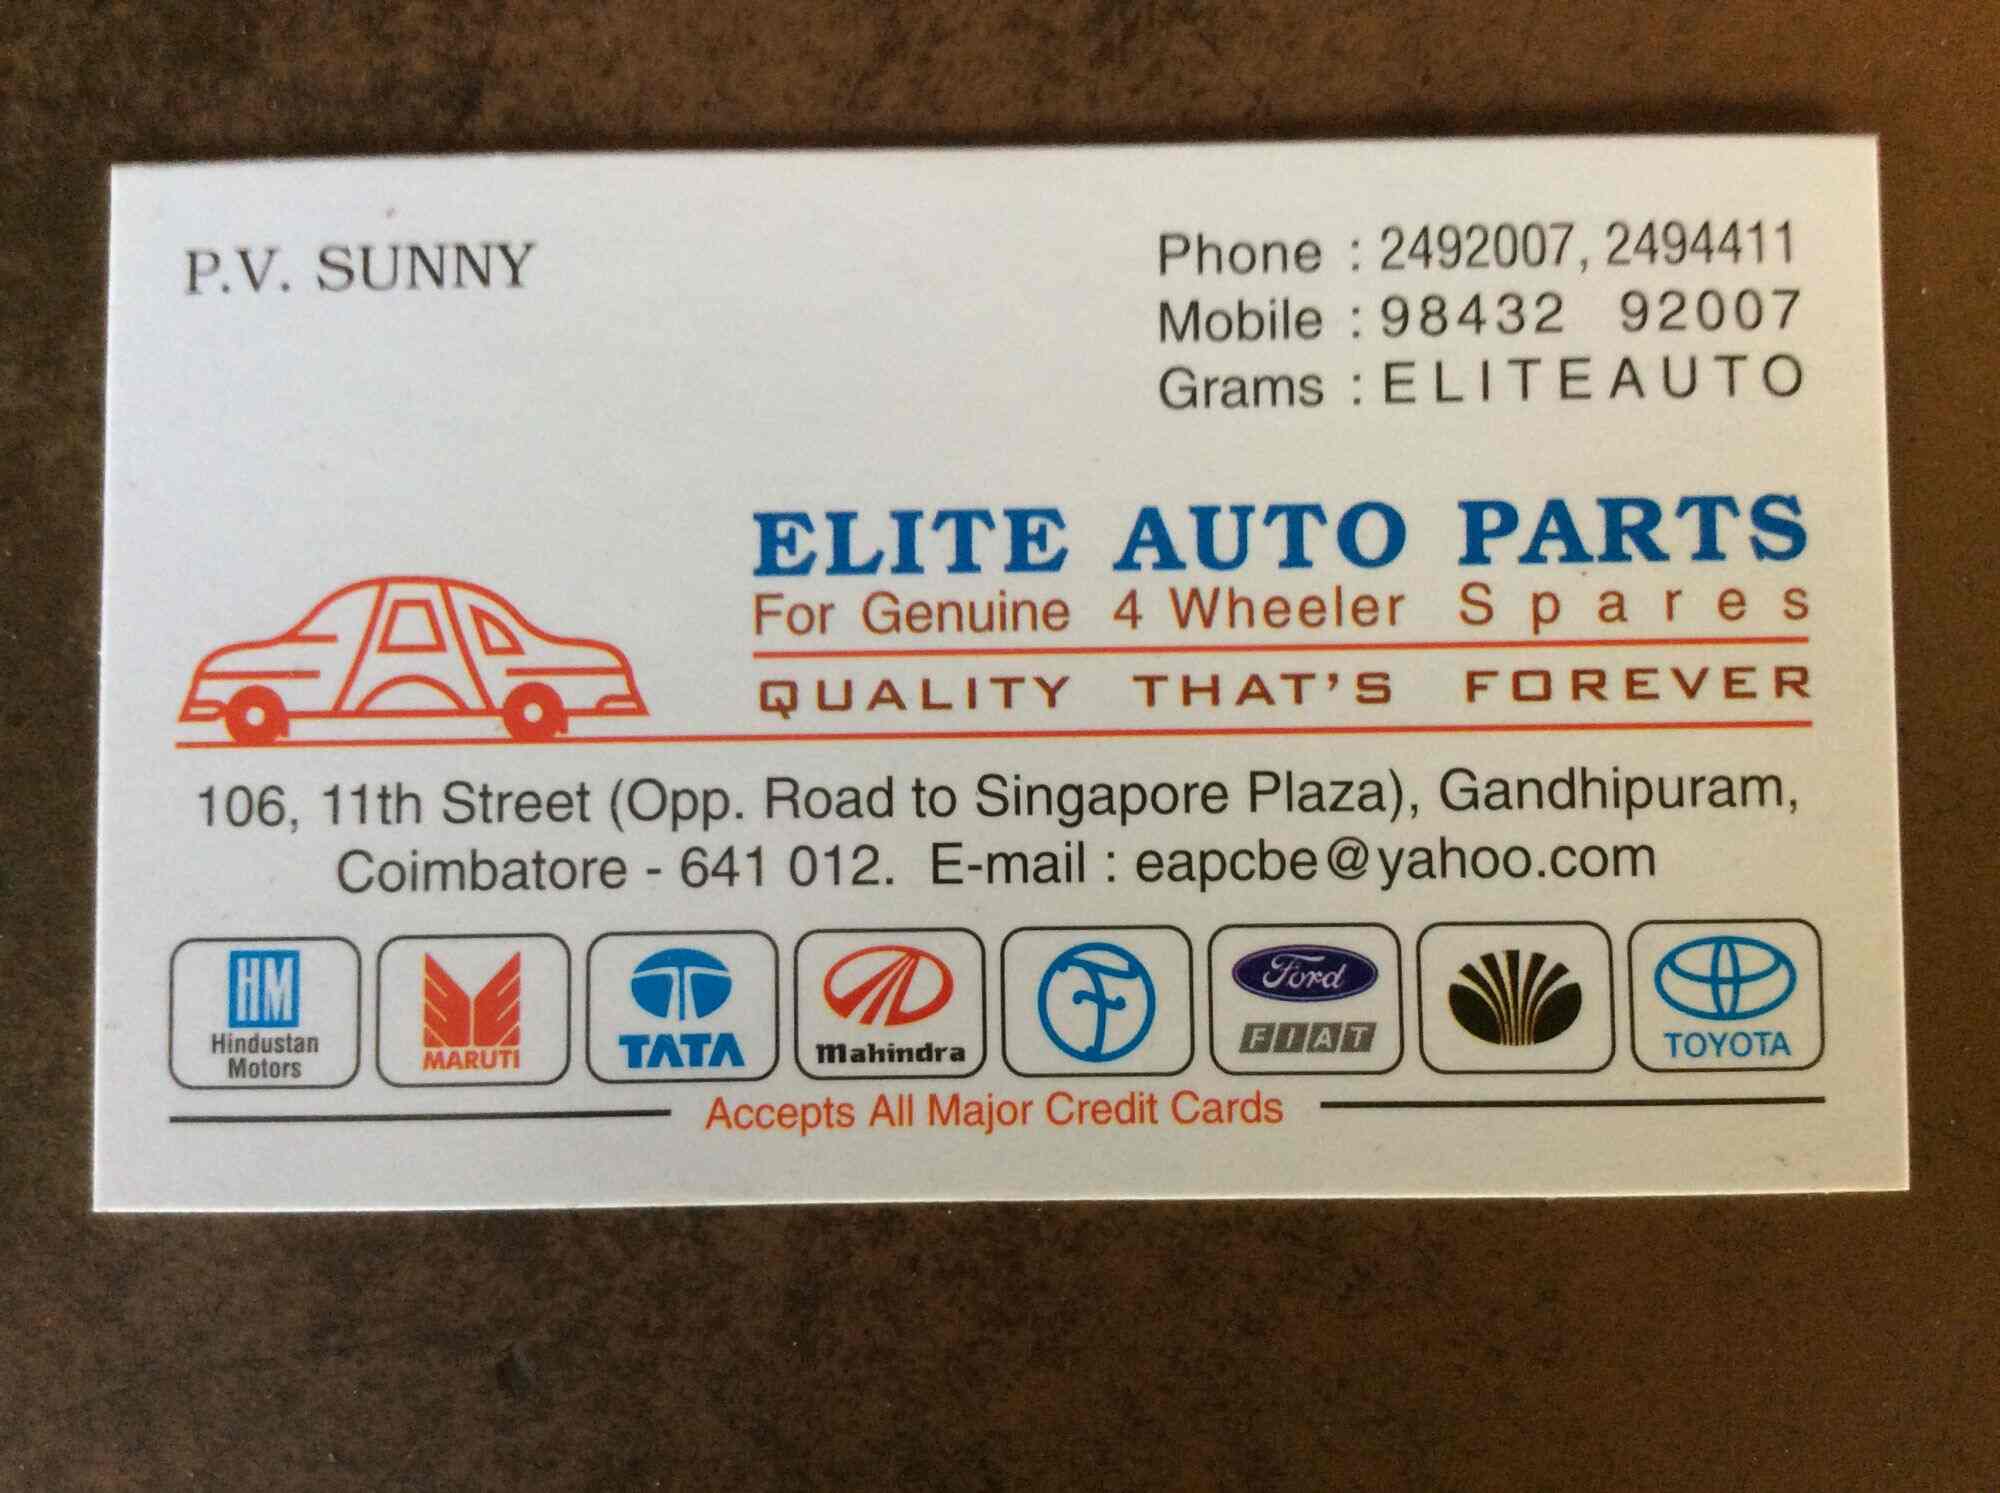 P.V. SUNNY
Phone : 2492007, 2494411
Mobile : 98432 92007
Grams : ELITEAUTO
ELITE AUTO PARTS
For Genuine 4 Wheeler Spares
QUALITY THAT'S FOREVER
106, 11th Street (Opp. Road to Singapore Plaza), Gandhipuram,
Coimbatore - 641 012. E-mail : eapcbe@yahoo.com
HM
Hindustan
Motors
MARUTI
TATA
Mahindra
Ford
FIAT
TOYOTA
Accepts All Major Credit Cards